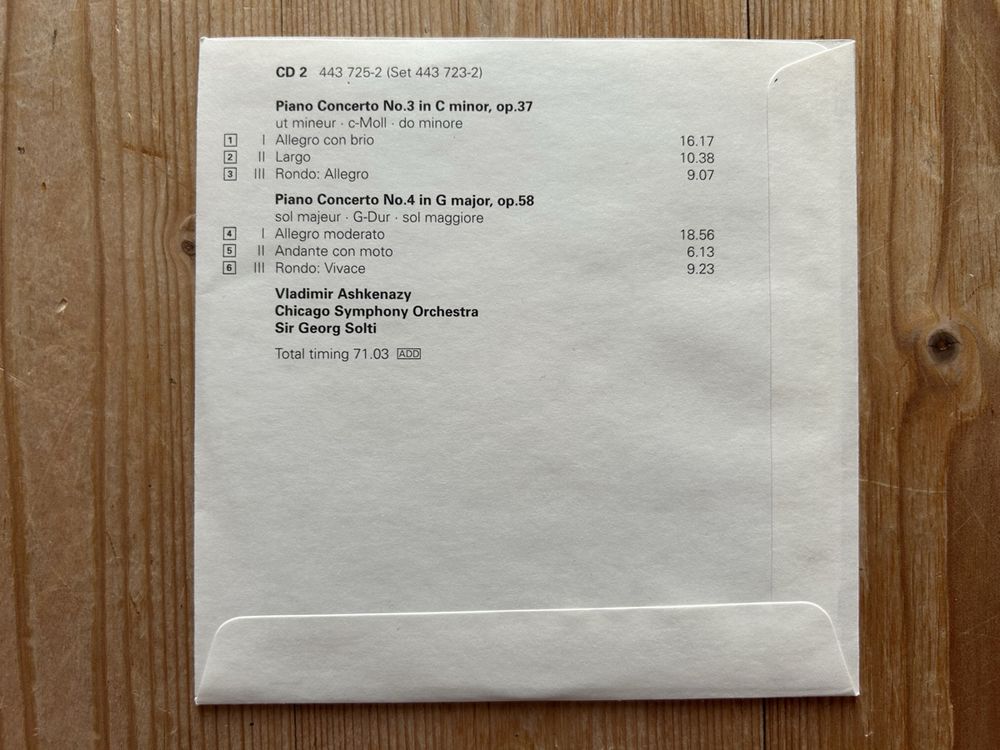 CD 2 443 725-2 (Set 443 723-2)
Piano Concerto No.3 in C minor, op.37
ut mineur · c-Moll · do minore
1 I Allegro con brio 16.17
2 II Largo 10.38
3 III Rondo: Allegro 9.07
Piano Concerto No.4 in G major, op.58
sol majeur · G-Dur · sol maggiore
4 I Allegro moderato 18.56
5 II Andante con moto 6.13
6 III Rondo: Vivace 9.23
Vladimir Ashkenazy
Chicago Symphony Orchestra
Sir Georg Solti
Total timing 71.03 ADD